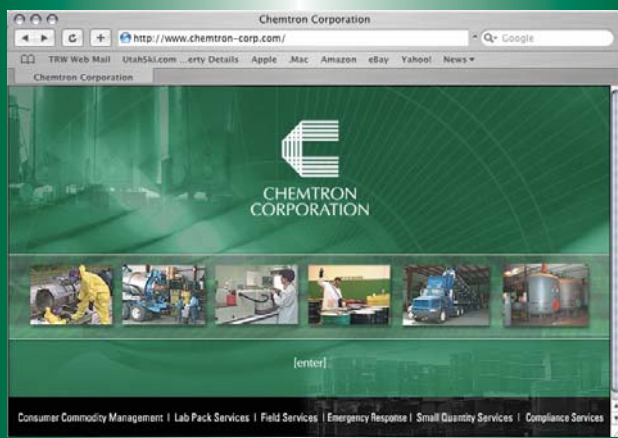 Chemtron Corporation
http://www.chemtron-corp.com/
Google
TRW Web Mail UtahSki.com ...erty Details Apple .Mac Amazon eBay Yahoo! News
Chemtron Corporation
CHEMTRON
CORPORATION
[enter]
Consumer Commodity Management | Lab Pack Services | Field Services | Emergency Response | Small Quantity Services | Compliance Services